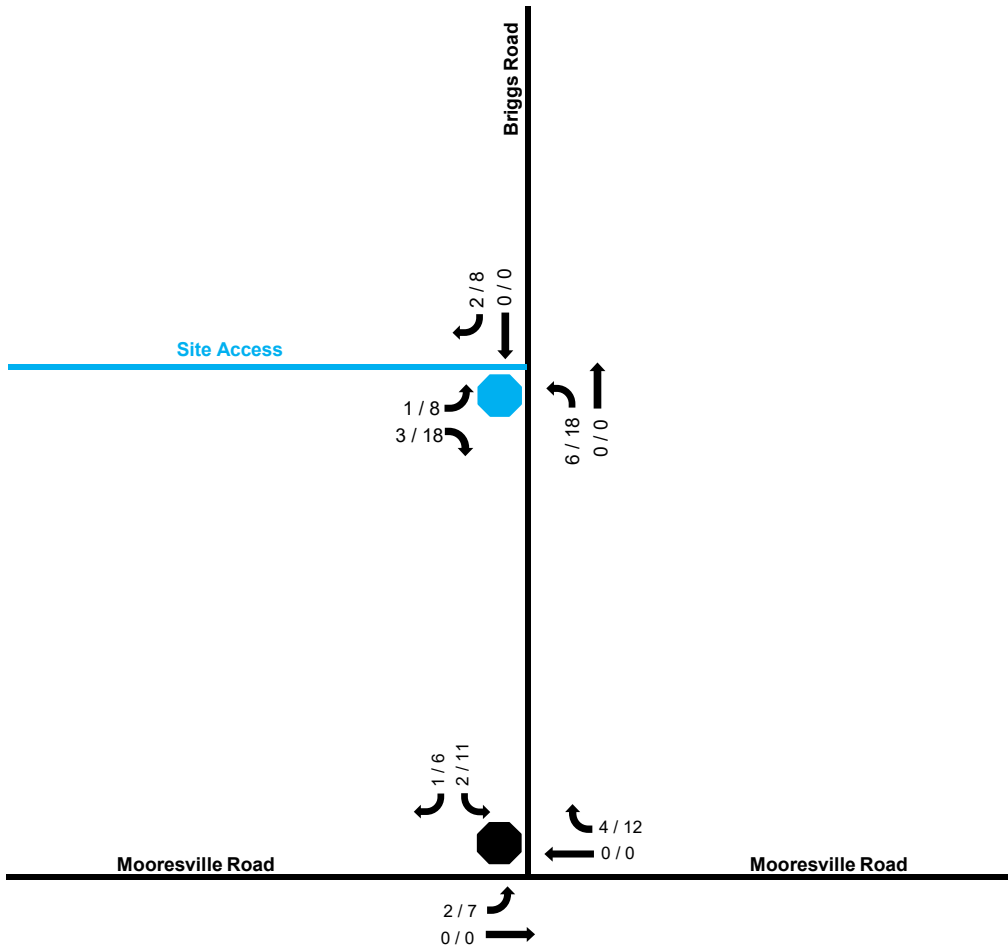 Briggs Road
2 / 8
0 / 0
Site Access
1 / 8
3 / 18
6 / 18
0 / 0
1 / 6
2 / 11
4 / 12
0 / 0
Mooresville Road
Mooresville Road
2 / 7
0 / 0